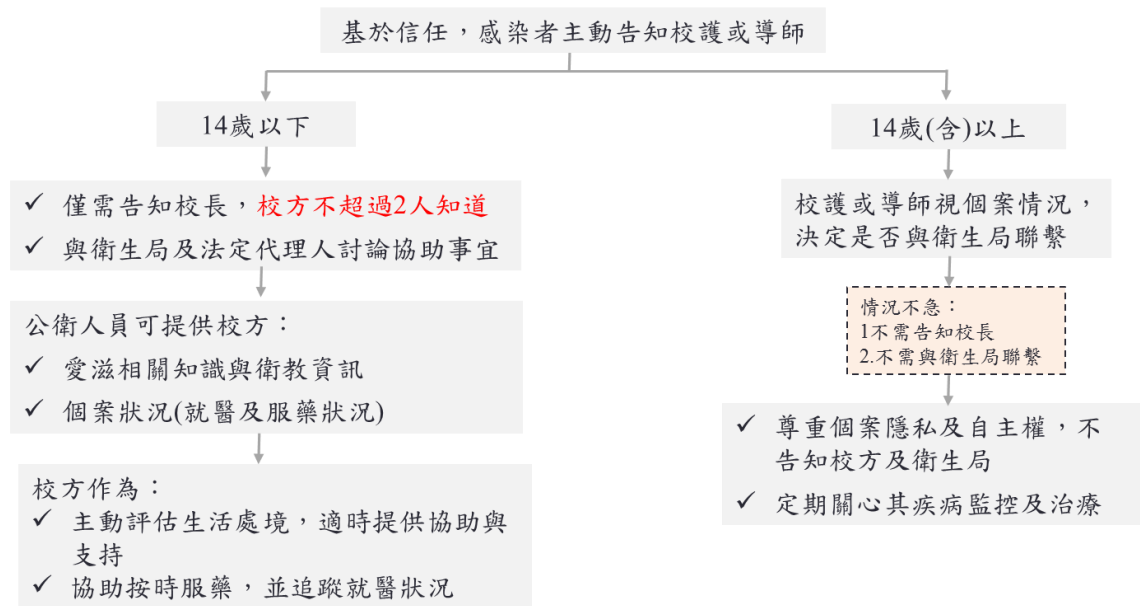 基於信任，感染者主動告知校護或導師
14歲以下
✓ 僅需告知校長，校方不超過2人知道
✓ 與衛生局及法定代理人討論協助事宜
公衛人員可提供校方：
✓ 愛滋相關知識與衛教資訊
✓ 個案狀況(就醫及服藥狀況)
校方作為：
✓ 主動評估生活處境，適時提供協助與
支持
✓ 協助按時服藥，並追蹤就醫狀況
14歲(含)以上
校護或導師視個案情況，
決定是否與衛生局聯繫
情況不急：
1不需告知校長
2.不需與衛生局聯繫
✓ 尊重個案隱私及自主權，不
告知校方及衛生局
✓ 定期關心其疾病監控及治療